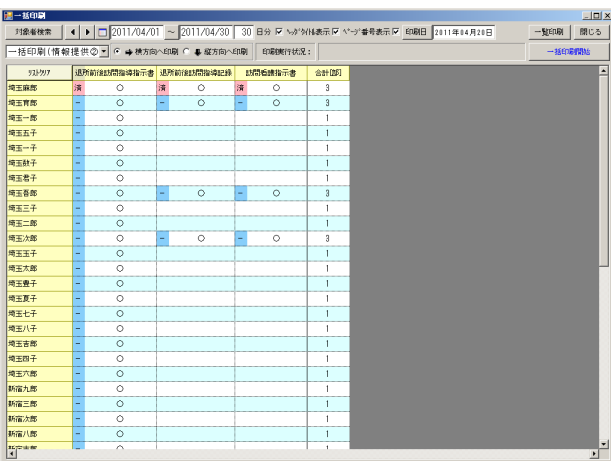 一括印刷
対象者検索 2011/04/01 ～ 2011/04/30 30 日分 ヘッダタイトル表示 ページ番号表示 印刷日 2011年04月20日 一覧印刷 閉じる
一括印刷(情報提供② 横方向へ印刷 縦方向へ印刷 印刷実行状況： 一括印刷開始
リストクリア 退所前後訪問指導指示書 退所前後訪問指導記録 訪問看護指示書 合計[部]
埼玉麻郎 済 ○ 済 ○ 済 ○ 3
埼玉育郎 － ○ － ○ － ○ 3
埼玉一郎 － ○ 1
埼玉五子 － ○ 1
埼玉一子 － ○ 1
埼玉 子 － ○ 1
埼玉君子 － ○ 1
埼玉吾郎 － ○ － ○ － ○ 3
埼玉三子 － ○ 1
埼玉二郎 － ○ 1
埼玉次郎 － ○ － ○ － ○ 3
埼玉玉子 － ○ 1
埼玉太郎 － ○ 1
埼玉豊子 － ○ 1
埼玉夏子 － ○ 1
埼玉七子 － ○ 1
埼玉八子 － ○ 1
埼玉吉郎 － ○ 1
埼玉四子 － ○ 1
埼玉六郎 － ○ 1
新宿九郎 － ○ 1
新宿三郎 － ○ 1
新宿次郎 － ○ 1
新宿八郎 － ○ 1